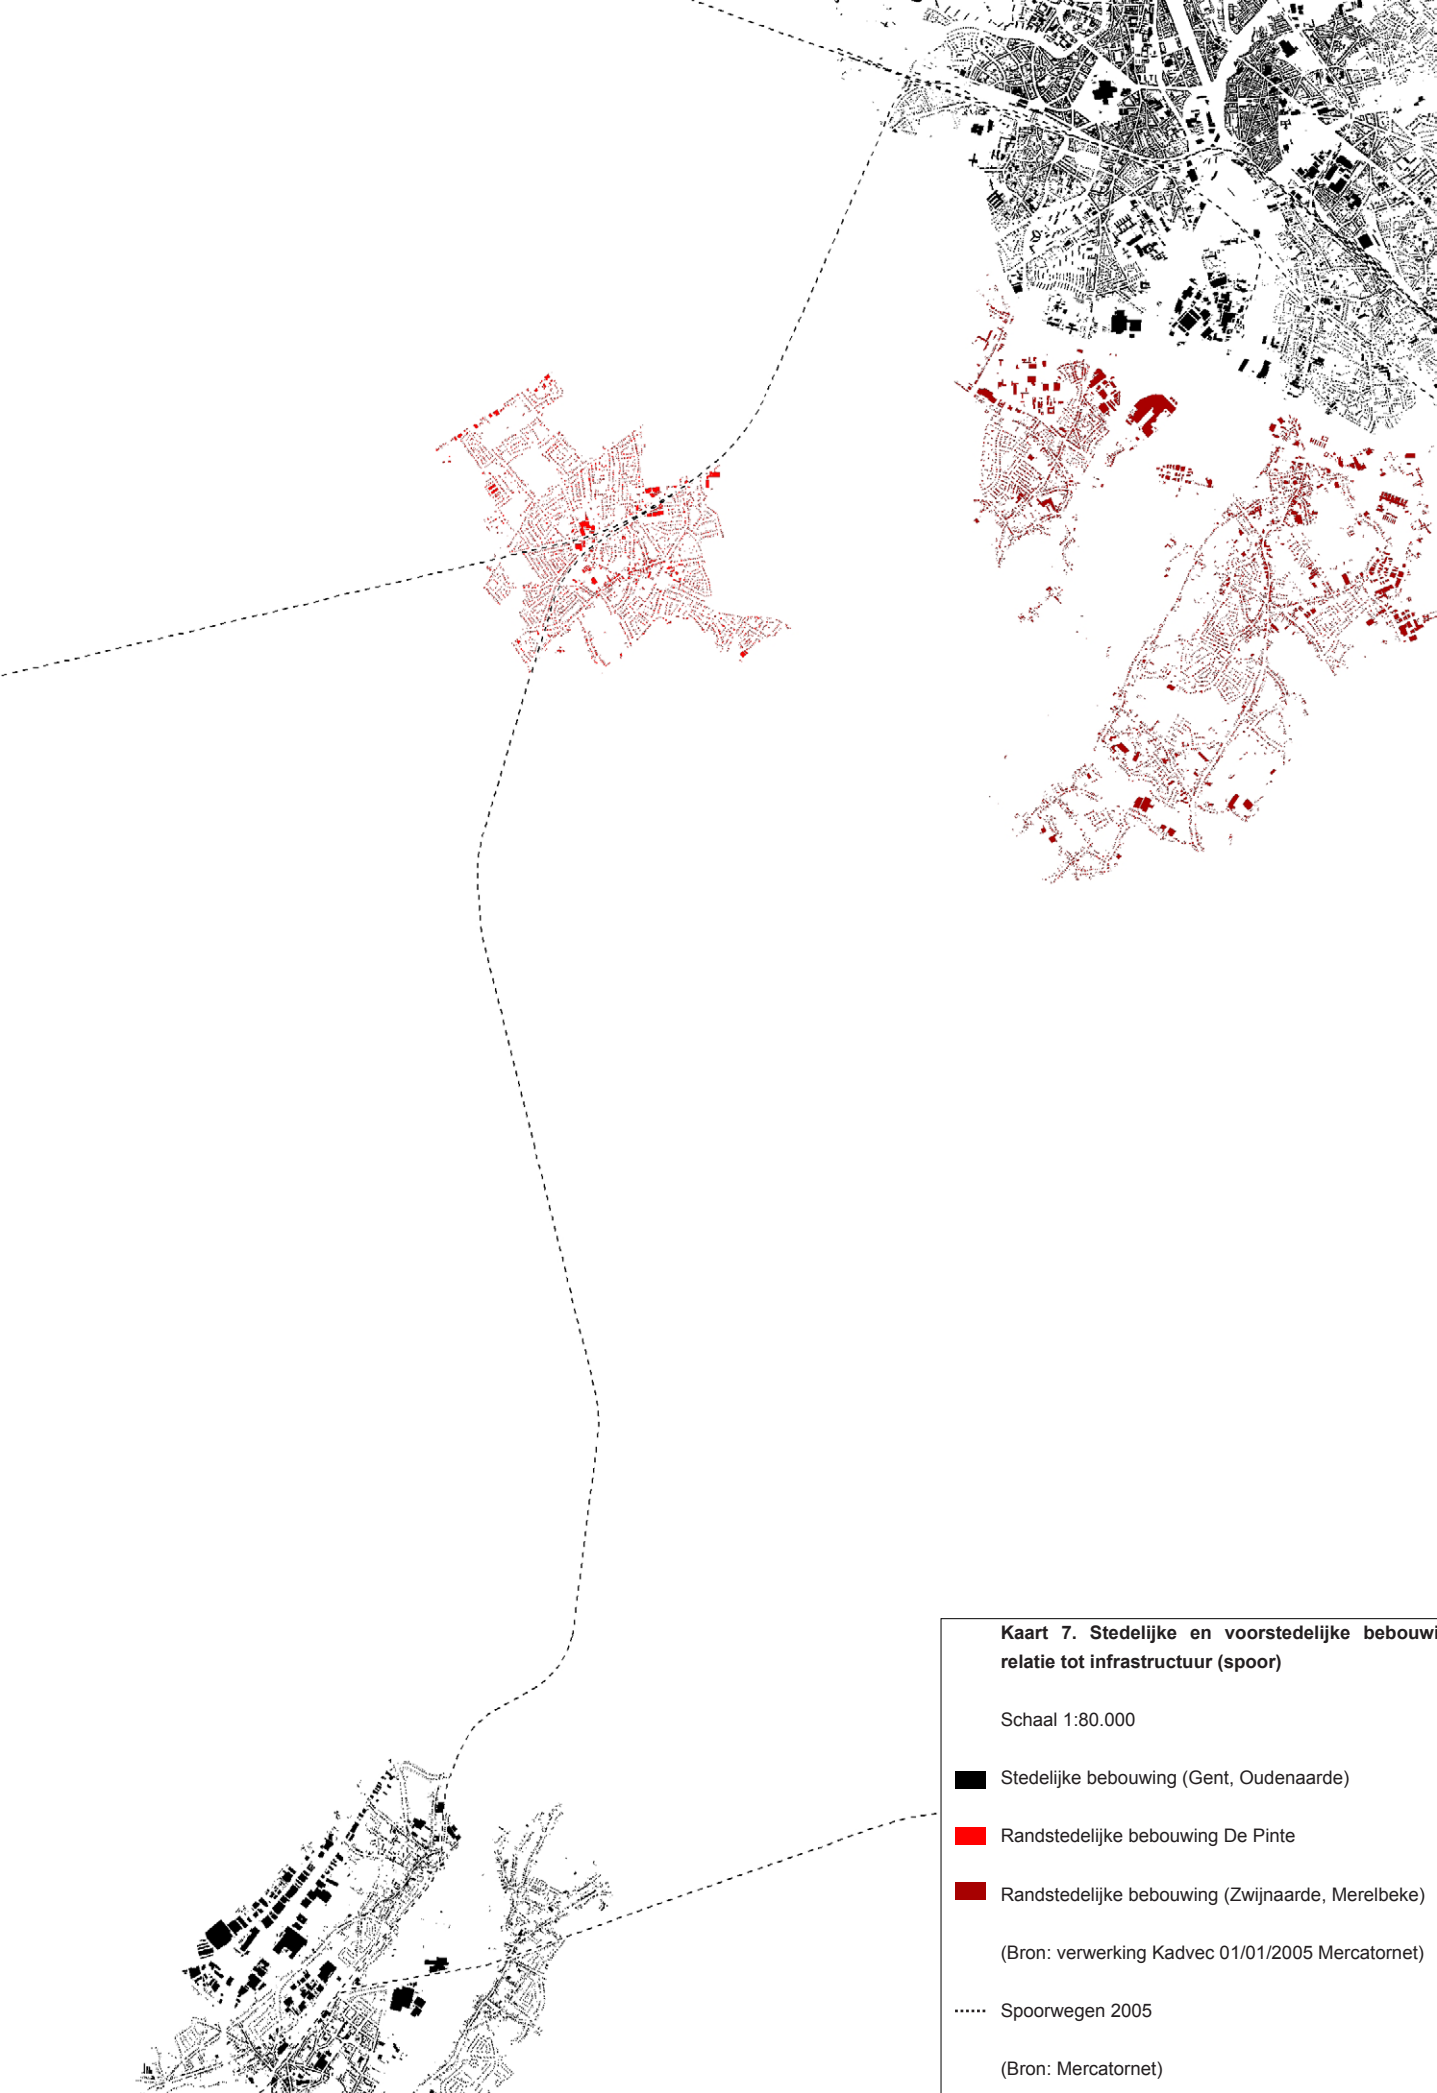 Kaart 7. Stedelijke en voorstedelijke bebouwi
relatie tot infrastructuur (spoor)
Schaal 1:80.000
Stedelijke bebouwing (Gent, Oudenaarde)
Randstedelijke bebouwing De Pinte
Randstedelijke bebouwing (Zwijnaarde, Merelbeke)
(Bron: verwerking Kadvec 01/01/2005 Mercatornet)
Spoorwegen 2005
(Bron: Mercatornet)